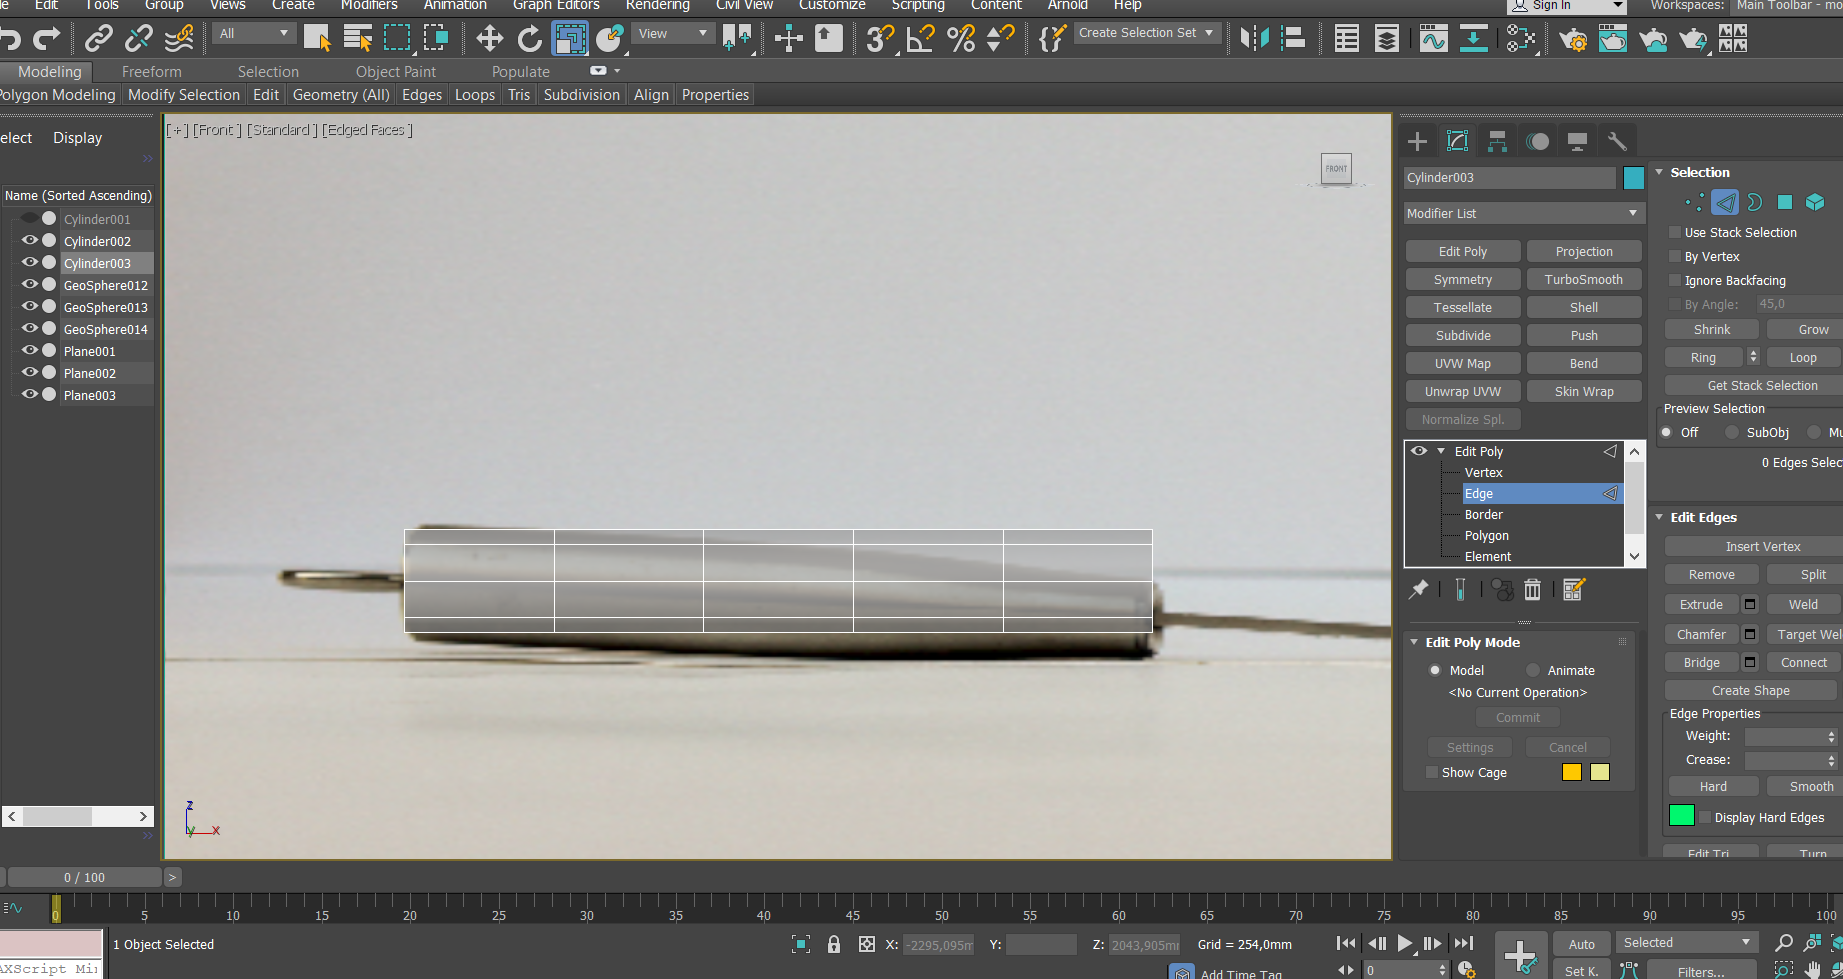 Edit Tools Group Views Create Modifiers Animation Graph Editors Rendering Civil View Customize Scripting Content Arnold Help Sign In Workspaces: Main Toolbar - mo
All View Create Selection Set
Modeling Freeform Selection Object Paint Populate
Polygon Modeling Modify Selection Edit Geometry (All) Edges Loops Tris Subdivision Align Properties
[+] [Front ] [Standard ] [Edged Faces ]
elect Display
Name (Sorted Ascending)
Cylinder001
Cylinder002
Cylinder003
GeoSphere012
GeoSphere013
GeoSphere014
Plane001
Plane002
Plane003
FRONT
z
y x
Cylinder003
Modifier List
Edit Poly Projection
Symmetry TurboSmooth
Tessellate Shell
Subdivide Push
UVW Map Bend
Unwrap UVW Skin Wrap
Normalize Spl.
Edit Poly
Vertex
Edge
Border
Polygon
Element
Edit Poly Mode
Model Animate
<No Current Operation>
Commit
Settings Cancel
Show Cage
Selection
Use Stack Selection
By Vertex
Ignore Backfacing
By Angle: 45,0
Shrink Grow
Ring Loop
Get Stack Selection
Preview Selection
Off SubObj Mu
0 Edges Selec
Edit Edges
Insert Vertex
Remove Split
Extrude Weld
Chamfer Target Wel
Bridge Connect
Create Shape
Edge Properties
Weight:
Crease:
Hard Smooth
Display Hard Edges
Edit Tri. Turn
0 / 100 >
0 5 10 15 20 25 30 35 40 45 50 55 60 65 70 75 80 85 90 95 100
1 Object Selected X: -2295,095m Y: Z: 2043,905m Grid = 254,0mm Auto Selected
AXScript Mi Add Time Tag 0 Set K. Filters...